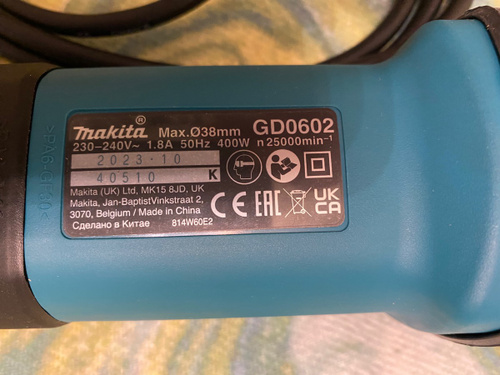 makita® Max.Ø38mm GD0602
230-240V~ 1.8A 50Hz 400W n 25000min⁻¹
2023-10
40510 K
Makita (UK) Ltd, MK15 8JD, UK
Makita, Jan-BaptistVinkstraat 2,
3070, Belgium / Made in China
Сделано в Китае 814W60E2
CE EAC UK CA